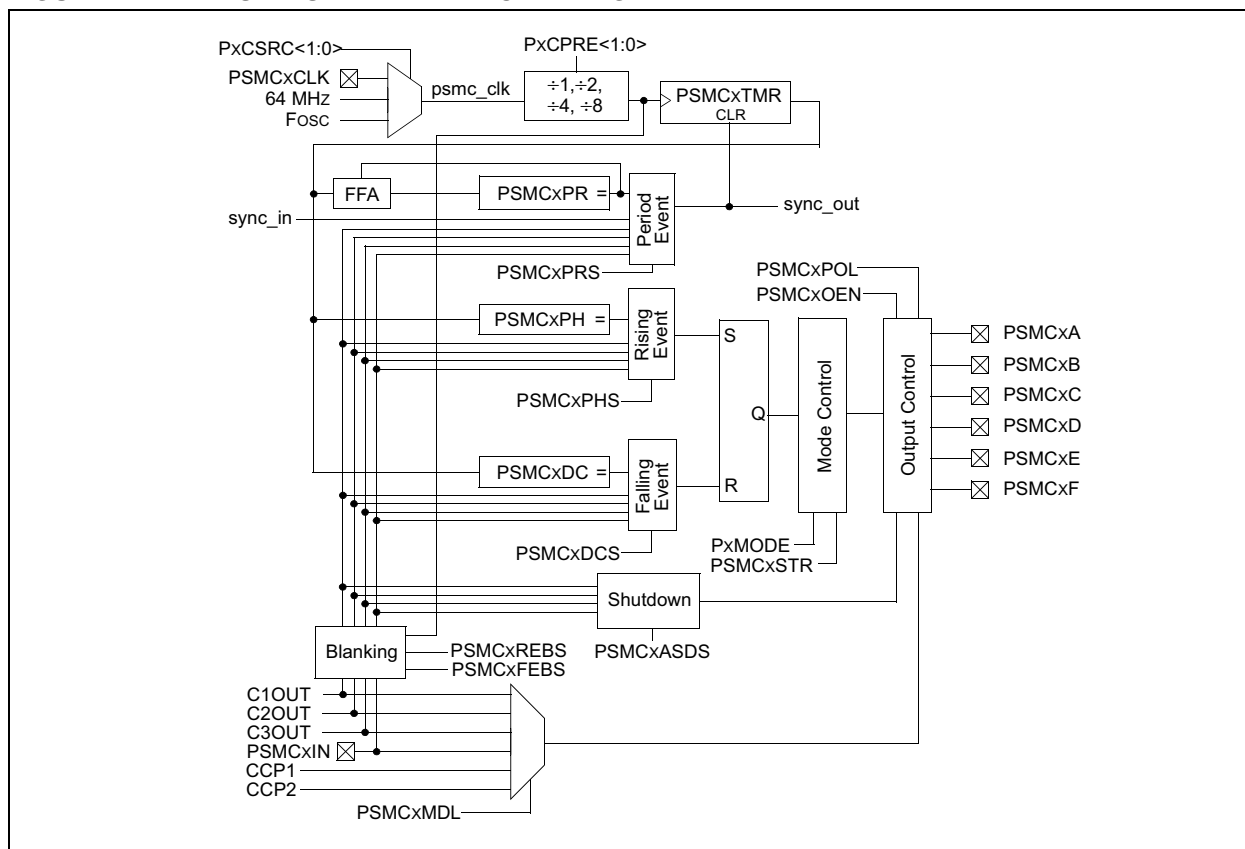 PXCPRE<1:0>
PXCSRC<1:0>
PSMCXCLK
64 MHZ
FOSC
psmc_clk
÷1,÷2,
÷4, ÷8
PSMCXTMR
CLR
FFA
PSMCXPR =
Period Event
sync_in
sync_out
PSMCXPRS
PSMCXPH =
Rising Event
PSMCXPHS
PSMCXDC =
Falling Event
PSMCXDCS
S
Q
R
Mode Control
PXMODE
PSMCXSTR
PSMCXPOL
PSMCXOEN
Output Control
PSMCXA
PSMCXB
PSMCXC
PSMCXD
PSMCXE
PSMCXF
Shutdown
PSMCXASDS
Blanking
PSMCXREBS
PSMCXFEBS
C1OUT
C2OUT
C3OUT
PSMCXIN
CCP1
CCP2
PSMCXMDL